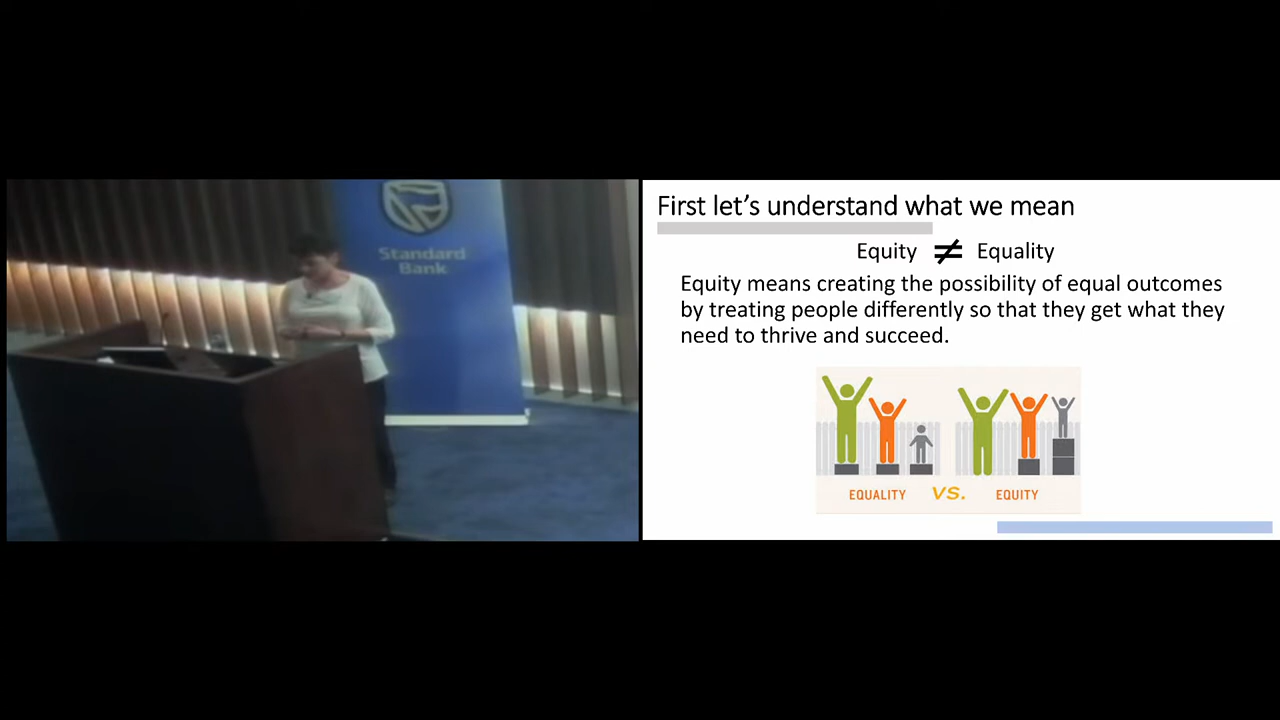 Standard
Bank
First let's understand what we mean
Equity ≠ Equality
Equity means creating the possibility of equal outcomes
by treating people differently so that they get what they
need to thrive and succeed.
EQUALITY VS. EQUITY